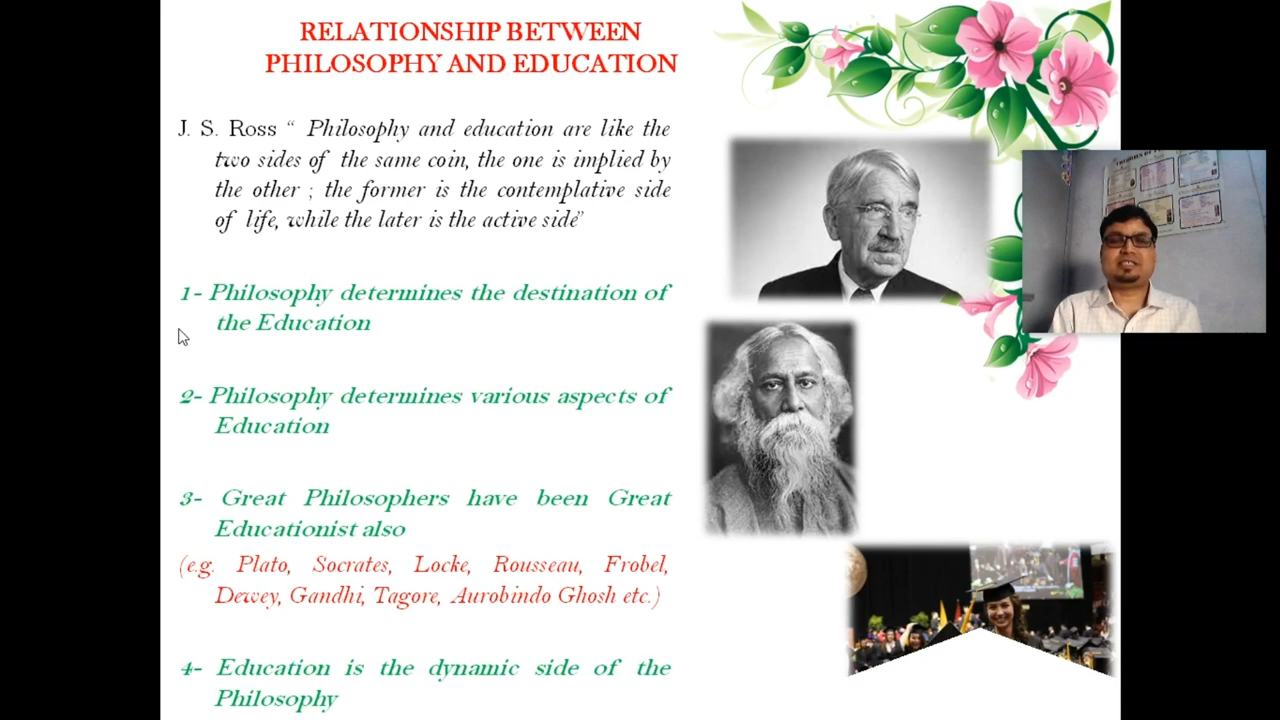 RELATIONSHIP BETWEEN
PHILOSOPHY AND EDUCATION
J. S. Ross “ Philosophy and education are like the
two sides of the same coin, the one is implied by
the other ; the former is the contemplative side
of life, while the later is the active side”
1- Philosophy determines the destination of
the Education
2- Philosophy determines various aspects of
Education
3- Great Philosophers have been Great
Educationist also
(e.g. Plato, Socrates, Locke, Rousseau, Frobel,
Dewey, Gandhi, Tagore, Aurobindo Ghosh etc.)
4- Education is the dynamic side of the
Philosophy